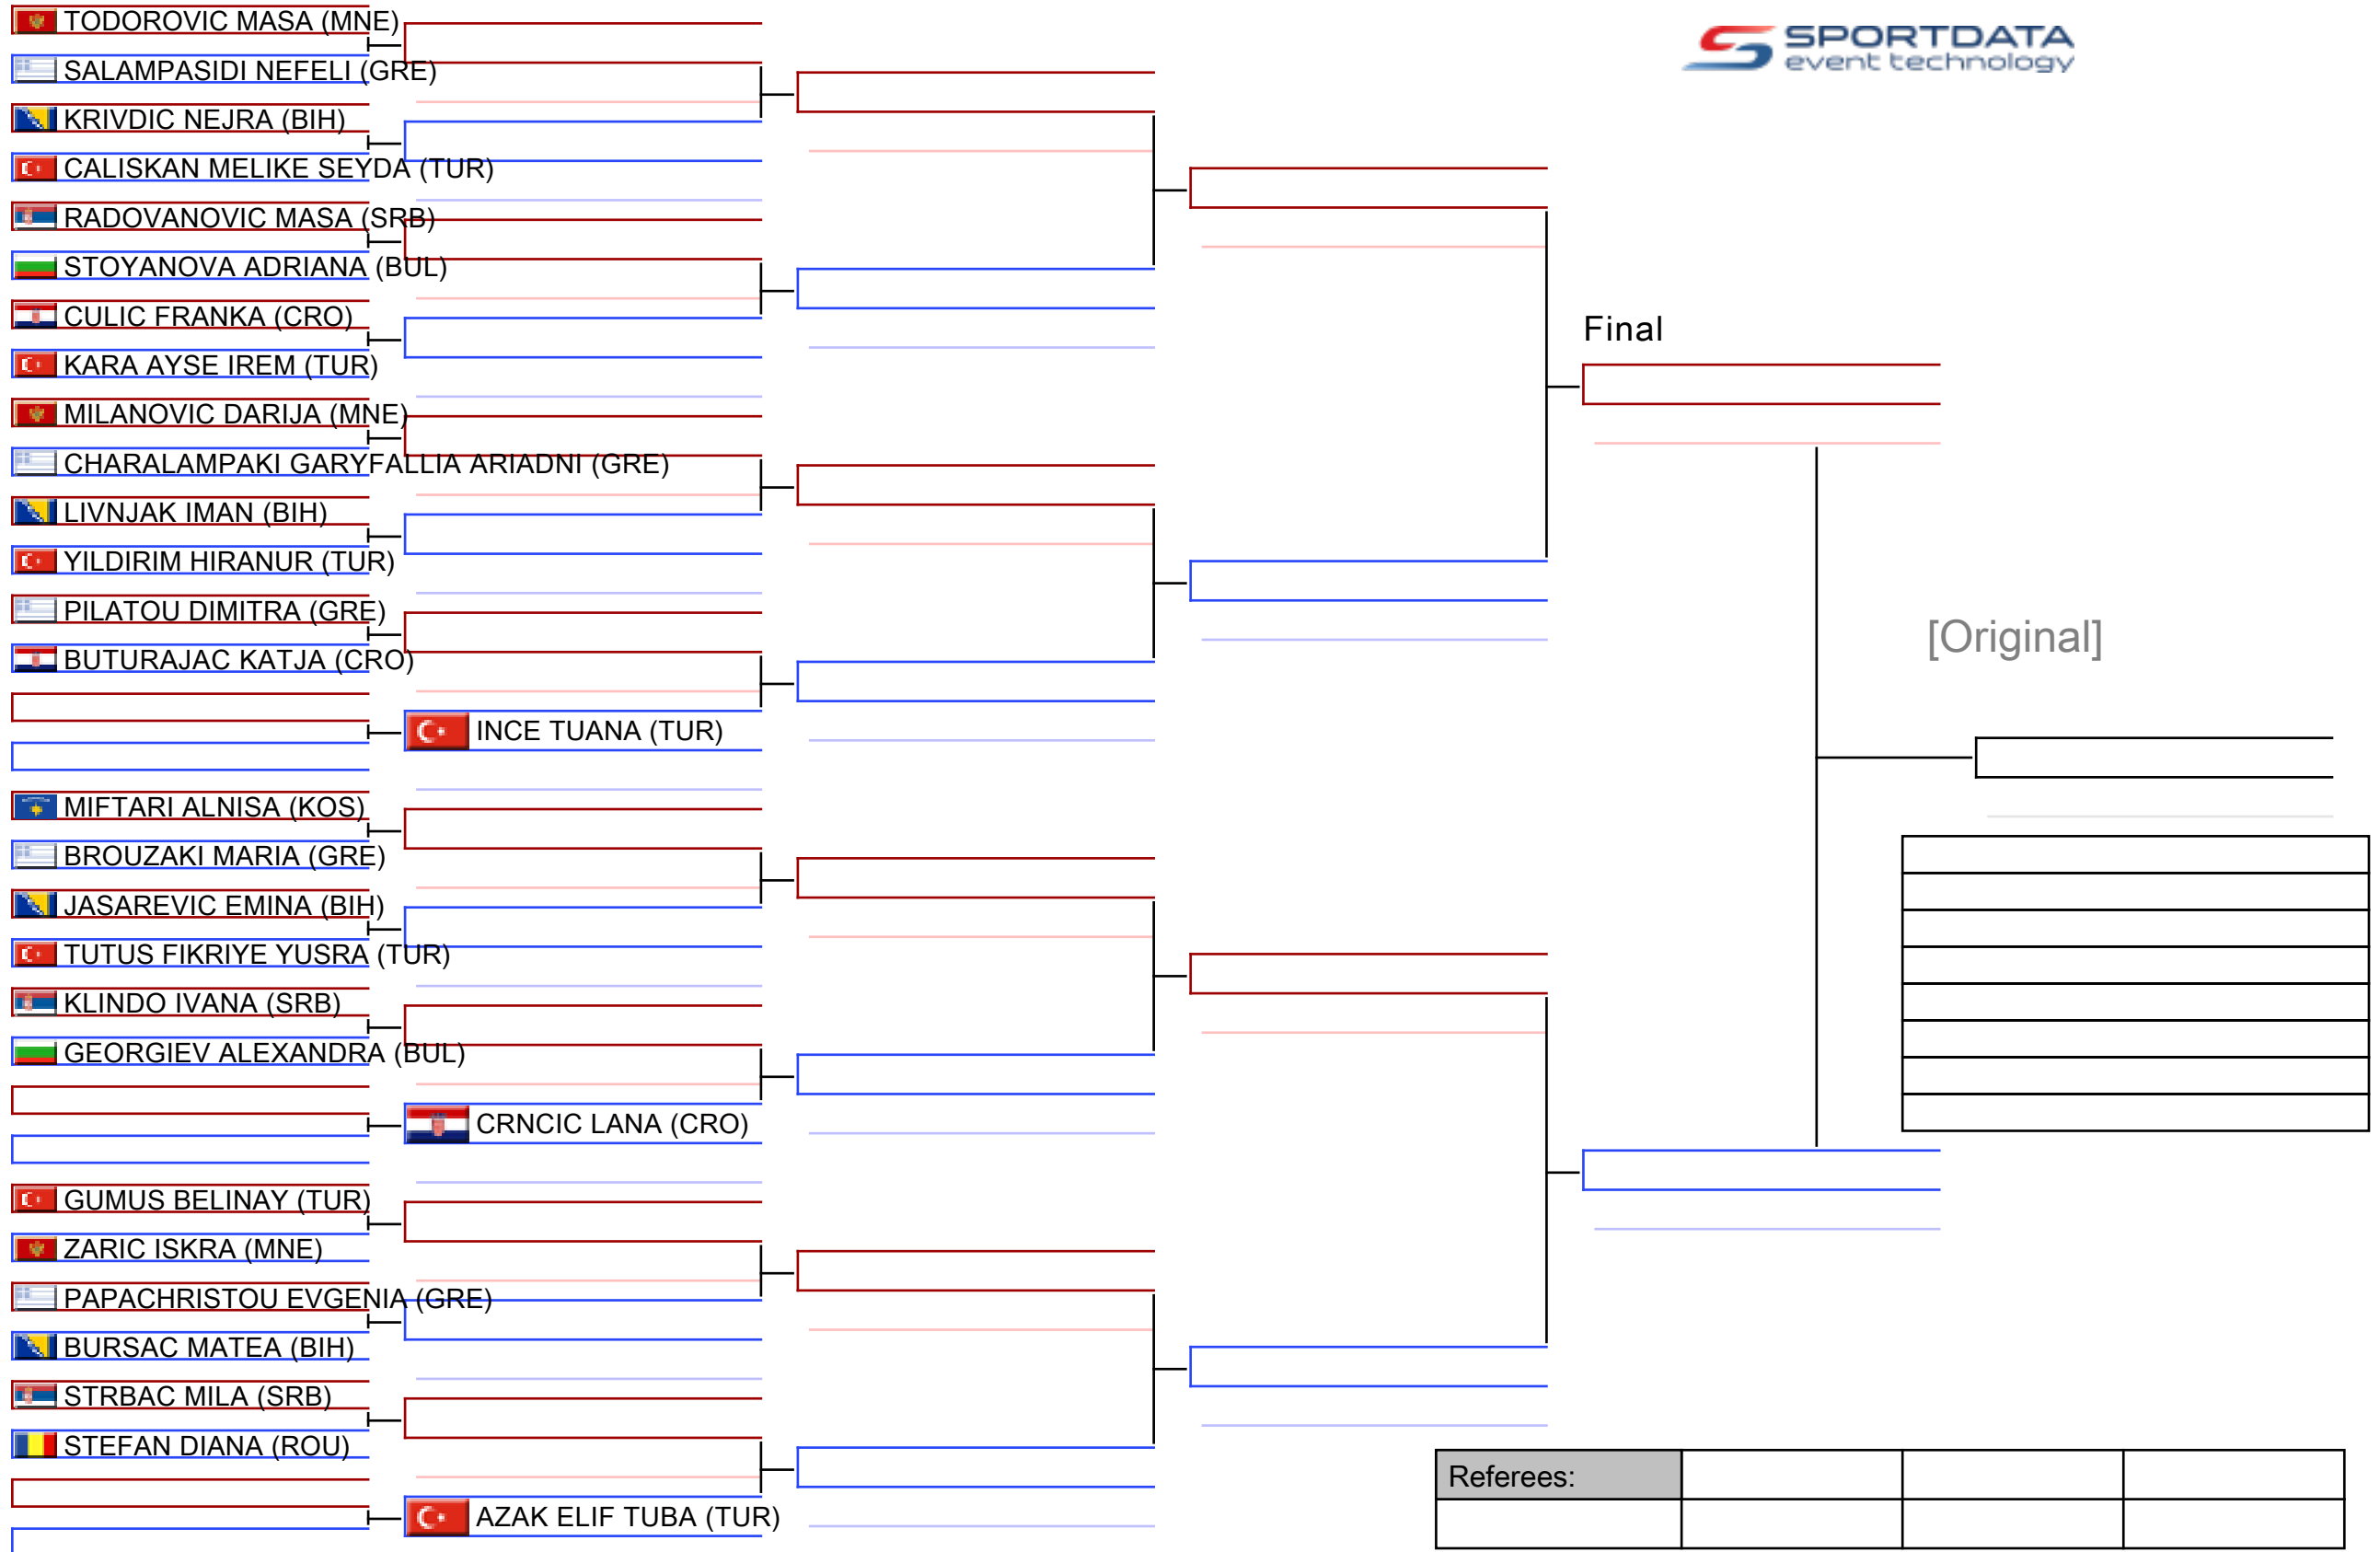 TODOROVIC MASA (MNE)
SALAMPASIDI NEFELI (GRE)
KRIVDIC NEJRA (BIH)
CALISKAN MELIKE SEYDA (TUR)
RADOVANOVIC MASA (SRB)
STOYANOVA ADRIANA (BUL)
CULIC FRANKA (CRO)
KARA AYSE IREM (TUR)
MILANOVIC DARIJA (MNE)
CHARALAMPAKI GARYFALLIA ARIADNI (GRE)
LIVNJAK IMAN (BIH)
YILDIRIM HIRANUR (TUR)
PILATOU DIMITRA (GRE)
BUTURAJAC KATJA (CRO)
INCE TUANA (TUR)
MIFTARI ALNISA (KOS)
BROUZAKI MARIA (GRE)
JASAREVIC EMINA (BIH)
TUTUS FIKRIYE YUSRA (TUR)
KLINDO IVANA (SRB)
GEORGIEV ALEXANDRA (BUL)
CRNCIC LANA (CRO)
GUMUS BELINAY (TUR)
ZARIC ISKRA (MNE)
PAPACHRISTOU EVGENIA (GRE)
BURSAC MATEA (BIH)
STRBAC MILA (SRB)
STEFAN DIANA (ROU)
AZAK ELIF TUBA (TUR)
SPORTDATA
event technology
Final
[Original]
Referees: